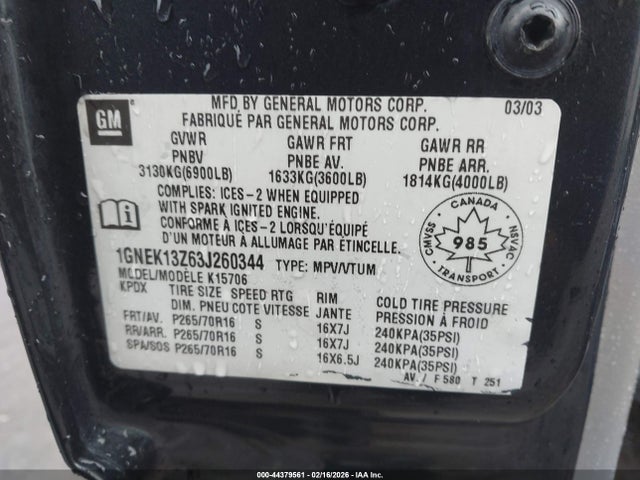 MFD BY GENERAL MOTORS CORP. 03/03
FABRIQUÉ PAR GENERAL MOTORS CORP.
GM
GVWR GAWR FRT GAWR RR
PNBV PNBE AV. PNBE ARR.
3130KG(6900LB) 1633KG(3600LB) 1814KG(4000LB)
COMPLIES: ICES-2 WHEN EQUIPPED
WITH SPARK IGNITED ENGINE.
CONFORME À ICES-2 LORSQU'ÉQUIPÉ
D'UN MOTEUR À ALLUMAGE PAR ÉTINCELLE.
CANADA
CMVSS 985 NSVAC
TRANSPORT
1GNEK13Z63J260344 TYPE: MPV/VTUM
MODEL/MODÈLE K15706
KPDX TIRE SIZE SPEED RTG RIM COLD TIRE PRESSURE
DIM. PNEU COTE VITESSE JANTE PRESSION À FROID
FRT/AV. P265/70R16 S 16X7J 240KPA(35PSI)
RR/ARR. P265/70R16 S 16X7J 240KPA(35PSI)
SPA/SOS P265/70R16 S 16X6.5J 240KPA(35PSI)
AV. / F 580 T 251
000-44379561 - 02/16/2026 - IAA Inc.